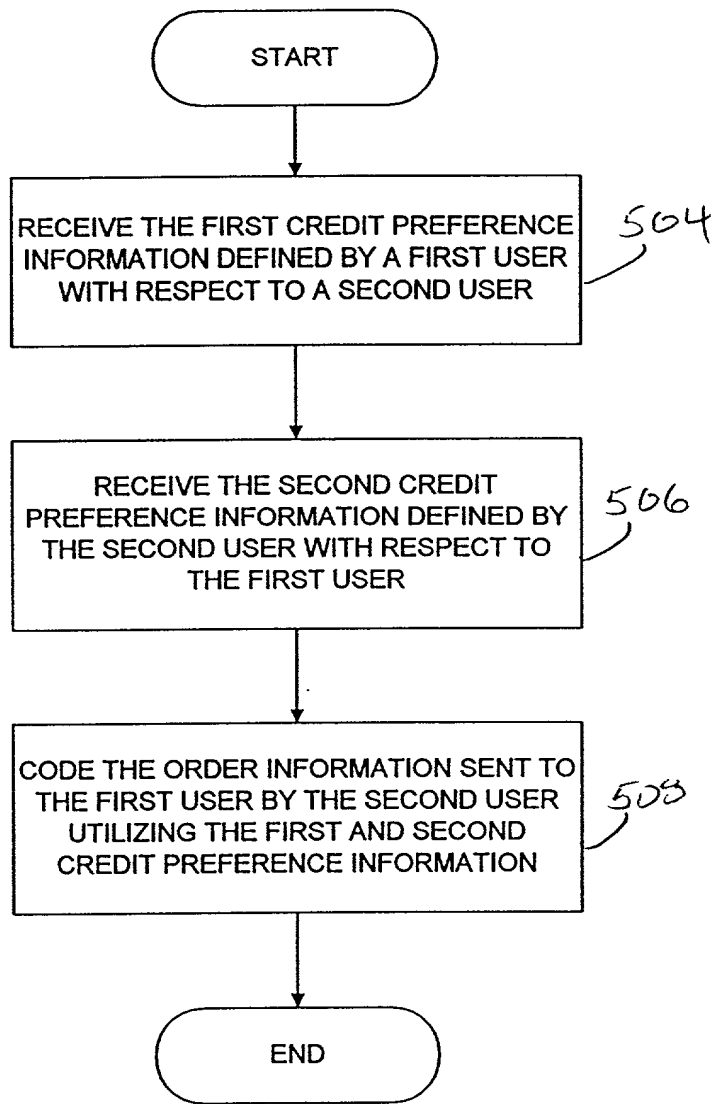 START
RECEIVE THE FIRST CREDIT PREFERENCE
INFORMATION DEFINED BY A FIRST USER
WITH RESPECT TO A SECOND USER
504
RECEIVE THE SECOND CREDIT
PREFERENCE INFORMATION DEFINED BY
THE SECOND USER WITH RESPECT TO
THE FIRST USER
506
CODE THE ORDER INFORMATION SENT TO
THE FIRST USER BY THE SECOND USER
UTILIZING THE FIRST AND SECOND
CREDIT PREFERENCE INFORMATION
508
END